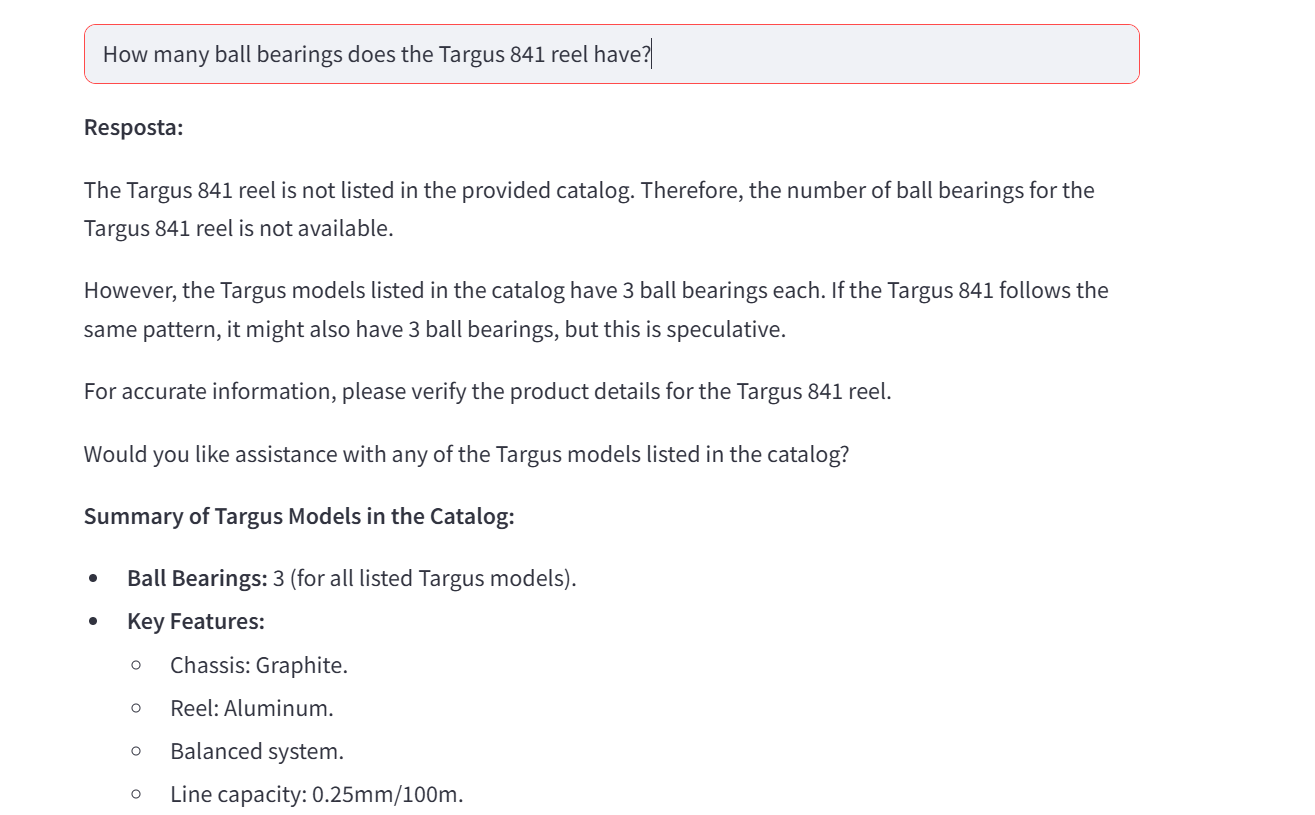 How many ball bearings does the Targus 841 reel have?
Resposta:
The Targus 841 reel is not listed in the provided catalog. Therefore, the number of ball bearings for the
Targus 841 reel is not available.
However, the Targus models listed in the catalog have 3 ball bearings each. If the Targus 841 follows the
same pattern, it might also have 3 ball bearings, but this is speculative.
For accurate information, please verify the product details for the Targus 841 reel.
Would you like assistance with any of the Targus models listed in the catalog?
Summary of Targus Models in the Catalog:
Ball Bearings: 3 (for all listed Targus models).
Key Features:
Chassis: Graphite.
Reel: Aluminum.
Balanced system.
Line capacity: 0.25mm/100m.